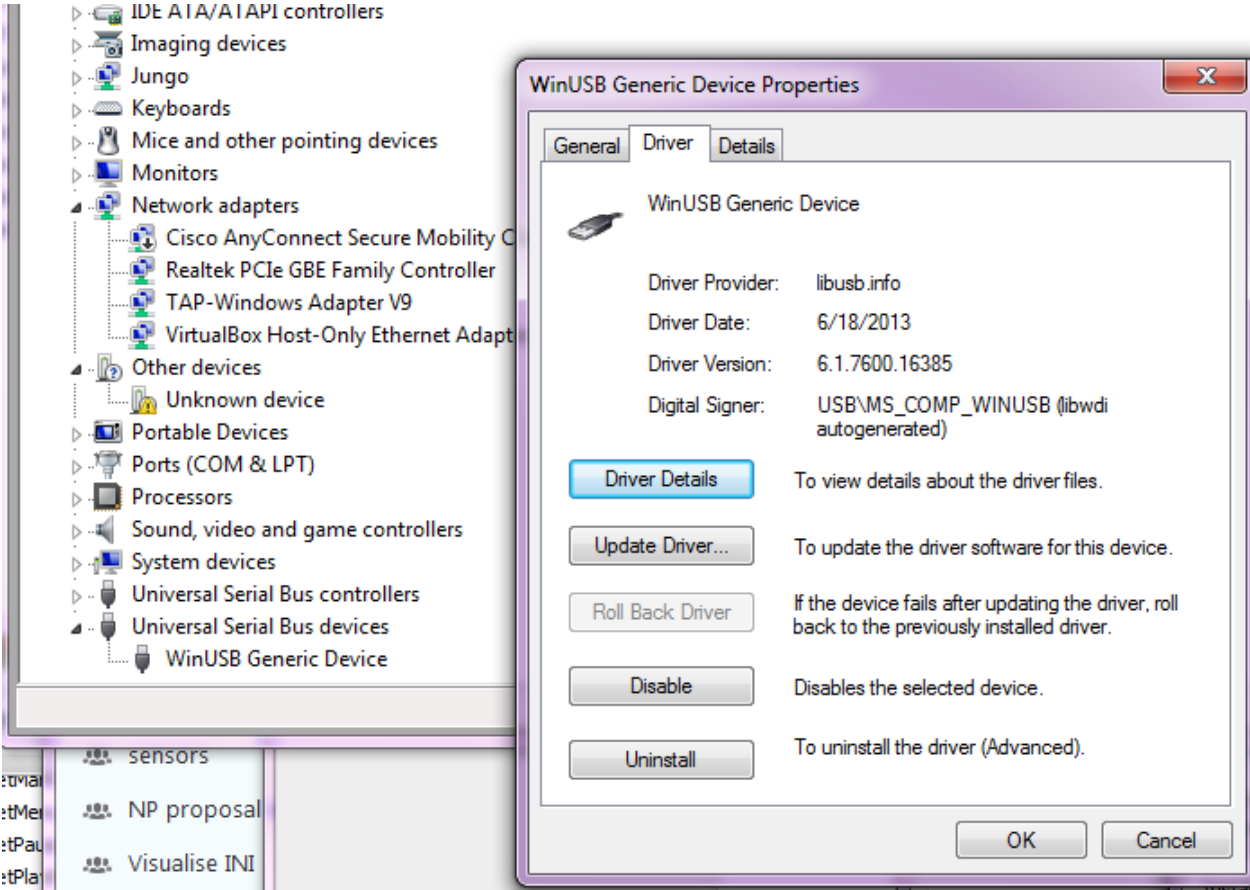 IDE ATA/ATAPI controllers
Imaging devices
Jungo
Keyboards
Mice and other pointing devices
Monitors
Network adapters
Cisco AnyConnect Secure Mobility C
Realtek PCIe GBE Family Controller
TAP-Windows Adapter V9
VirtualBox Host-Only Ethernet Adapt
Other devices
Unknown device
Portable Devices
Ports (COM & LPT)
Processors
Sound, video and game controllers
System devices
Universal Serial Bus controllers
Universal Serial Bus devices
WinUSB Generic Device
sensors
NP proposal
Visualise INI
etMar
etMer
etPau
etPla
WinUSB Generic Device Properties
General Driver Details
WinUSB Generic Device
Driver Provider: libusb.info
Driver Date: 6/18/2013
Driver Version: 6.1.7600.16385
Digital Signer: USB\MS_COMP_WINUSB (libwdi
autogenerated)
Driver Details To view details about the driver files.
Update Driver... To update the driver software for this device.
Roll Back Driver If the device fails after updating the driver, roll
back to the previously installed driver.
Disable Disables the selected device.
Uninstall To uninstall the driver (Advanced).
OK Cancel